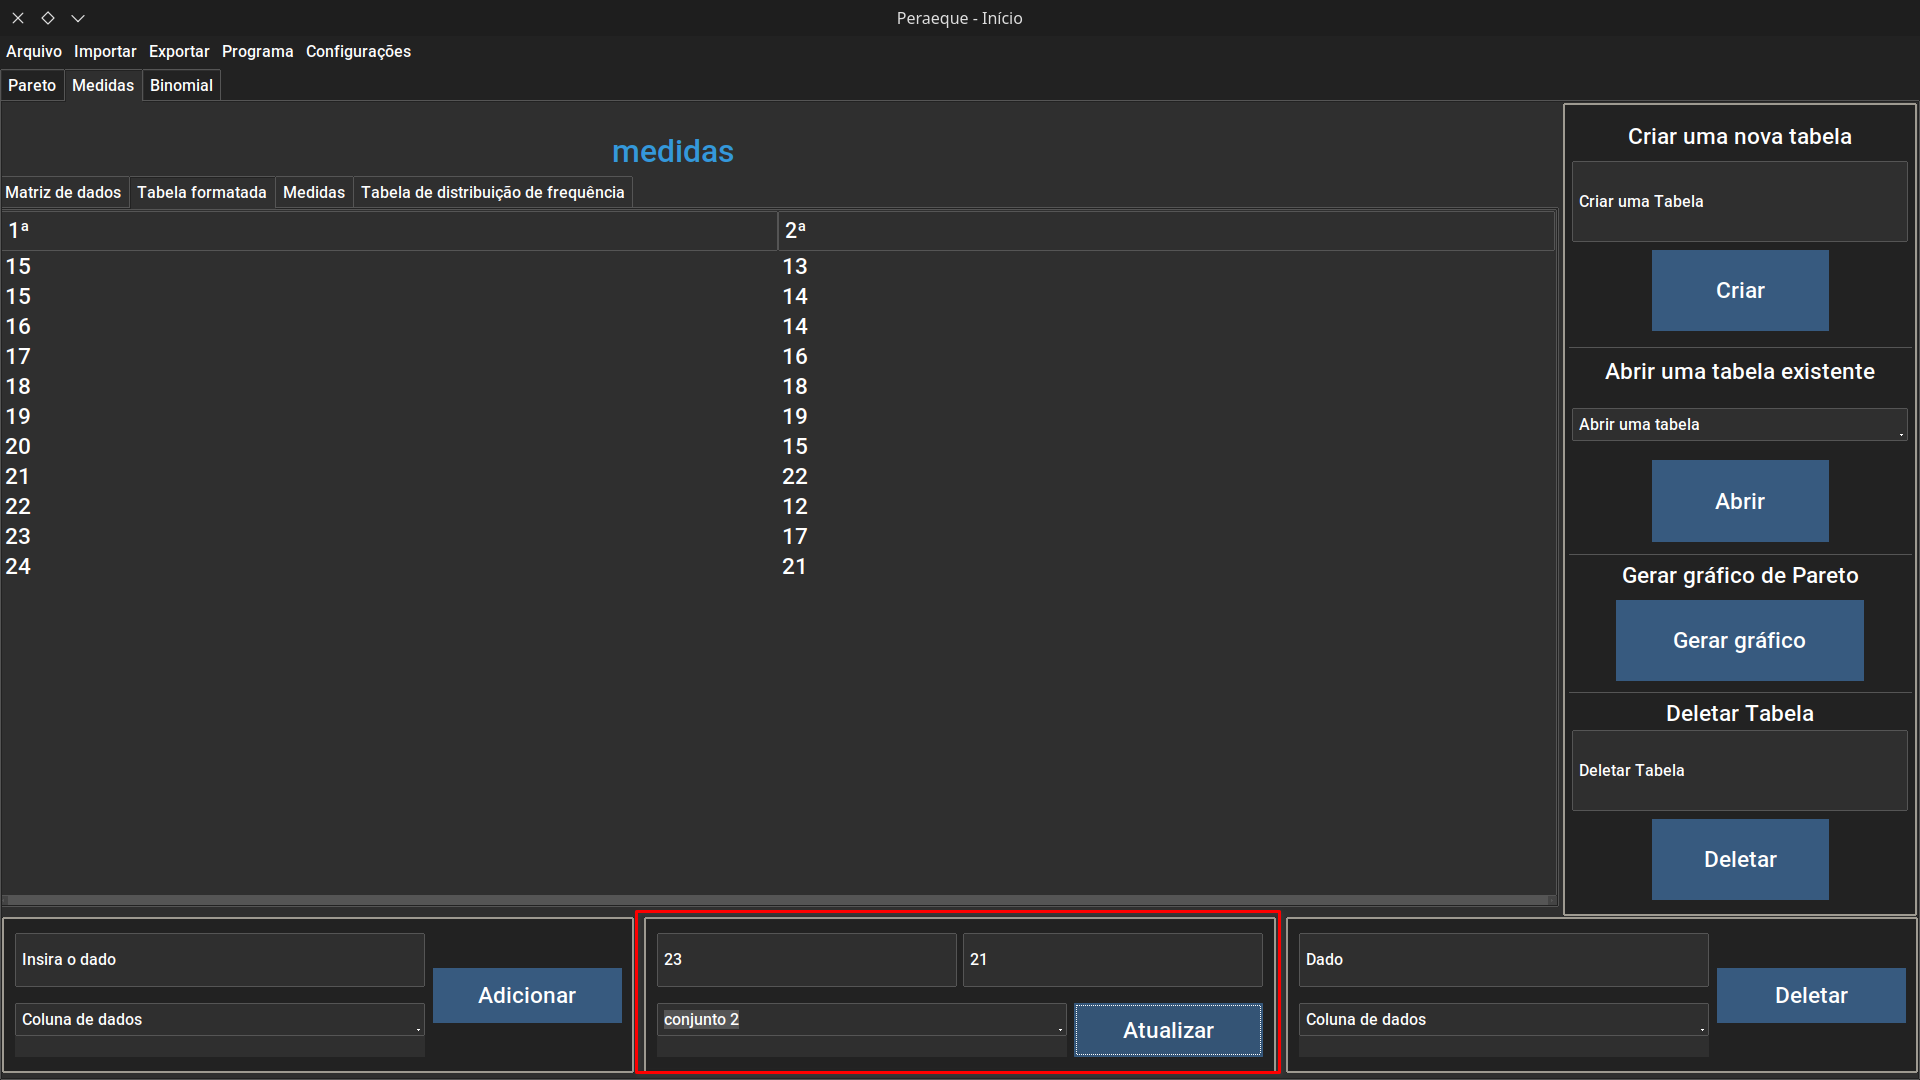 Peraeque - Início
Arquivo Importar Exportar Programa Configurações
Pareto Medidas Binomial
medidas
Matriz de dados Tabela formatada Medidas Tabela de distribuição de frequência
1ª 2ª
15 13
15 14
16 14
17 16
18 18
19 19
20 15
21 22
22 12
23 17
24 21
Insira o dado
Coluna de dados
Adicionar
23 21
conjunto 2
Atualizar
Dado
Coluna de dados
Deletar
Criar uma nova tabela
Criar uma Tabela
Criar
Abrir uma tabela existente
Abrir uma tabela
Abrir
Gerar gráfico de Pareto
Gerar gráfico
Deletar Tabela
Deletar Tabela
Deletar